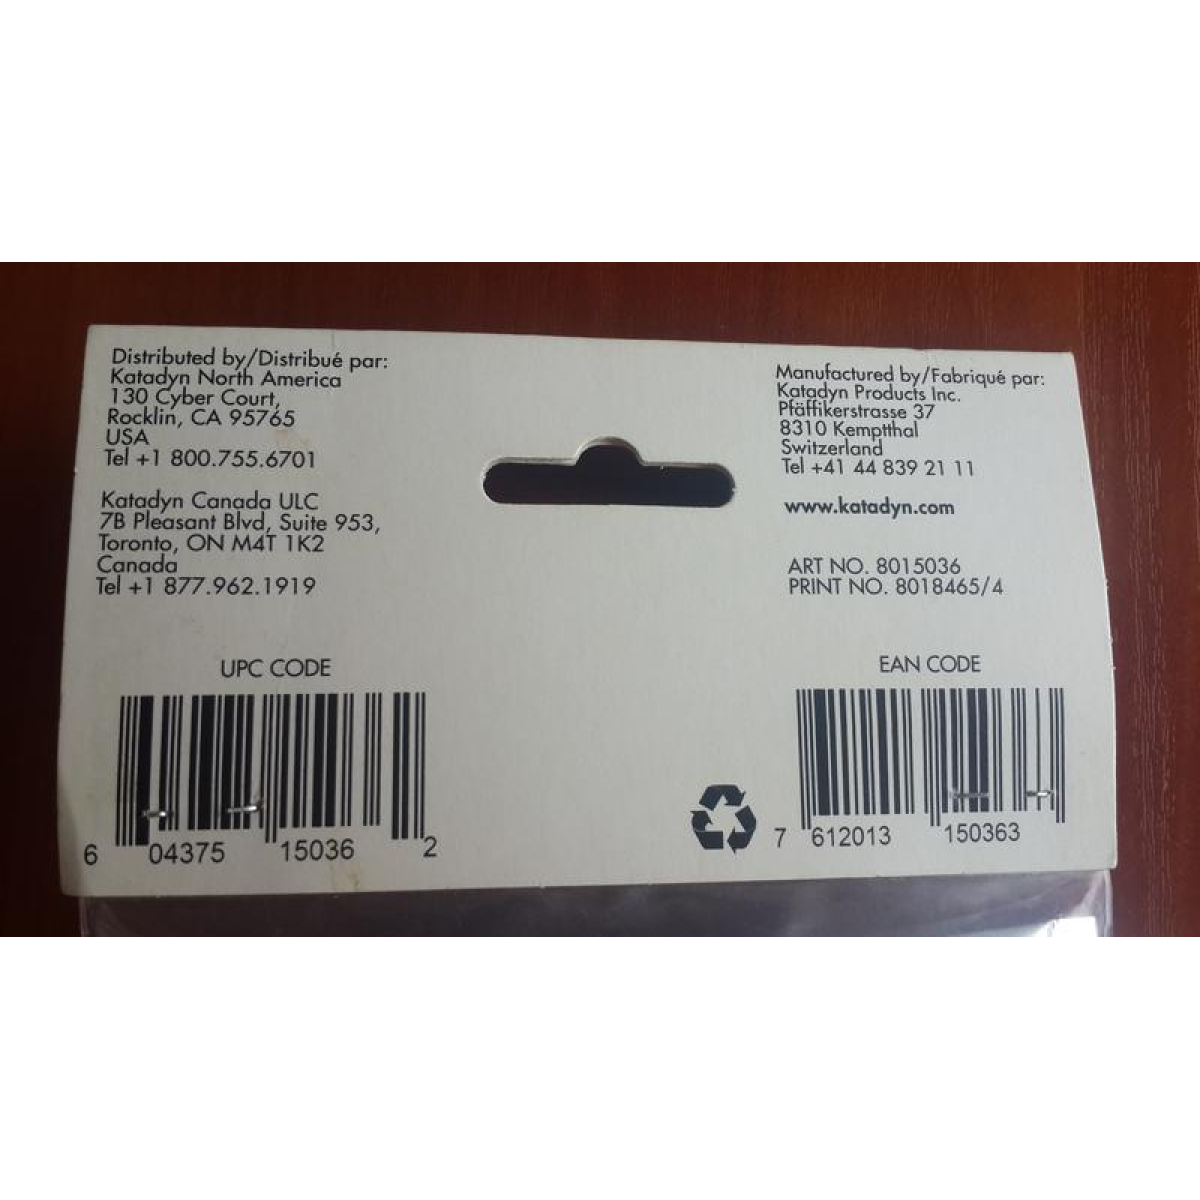 Distributed by/Distribué par:
Katadyn North America
130 Cyber Court,
Rocklin, CA 95765
USA
Tel +1 800.755.6701
Katadyn Canada ULC
7B Pleasant Blvd, Suite 953,
Toronto, ON M4T 1K2
Canada
Tel +1 877.962.1919
UPC CODE
6 04375 15036 2
Manufactured by/Fabriqué par:
Katadyn Products Inc.
Pfäffikerstrasse 37
8310 Kemptthal
Switzerland
Tel +41 44 839 21 11
www.katadyn.com
ART NO. 8015036
PRINT NO. 8018465/4
EAN CODE
7 612013 150363